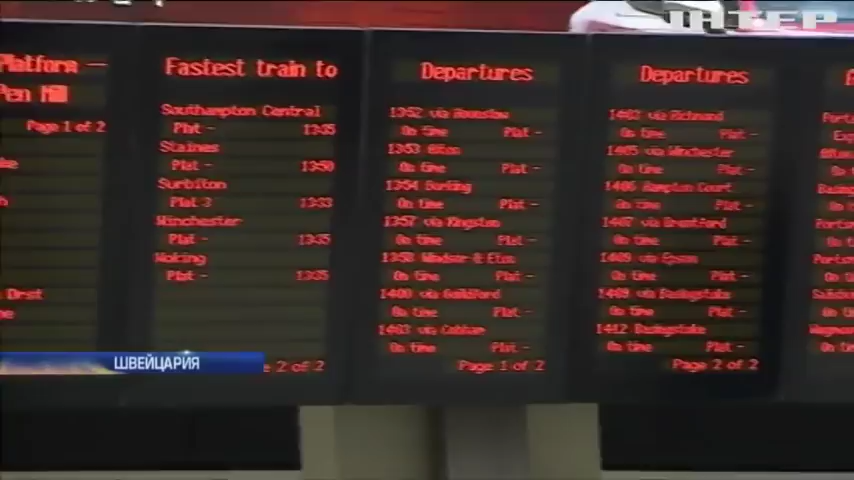 ІНТЕР
Platform —
Pen Mill
Page 1 of 2
Drst
Fastest train to
Southampton Central
Plat - 13:35
Staines
Plat - 13:50
Surbiton
Plat 3 13:33
Winchester
Plat - 13:35
Woking
Plat - 13:35
2 of 2
Departures
1352 via Hounslow
On time Plat -
1353
On time Plat -
1354 Dorking
On time Plat -
1357 via Kingston
On time Plat -
1358 Windsor & Eton
On time Plat -
1400 via Guildford
On time Plat -
1403 via Cobham
On time Plat -
Page 1 of 2
Departures
1403 via Richmond
On time Plat -
1405 via Winchester
On time Plat -
1406 Hampton Court
On time Plat -
1407 via Brentford
On time Plat -
1409 via Epsom
On time Plat -
1409 via Basingstoke
On time Plat -
1412 Basingstoke
On time Plat -
Page 2 of 2
ШВЕЙЦАРИЯ